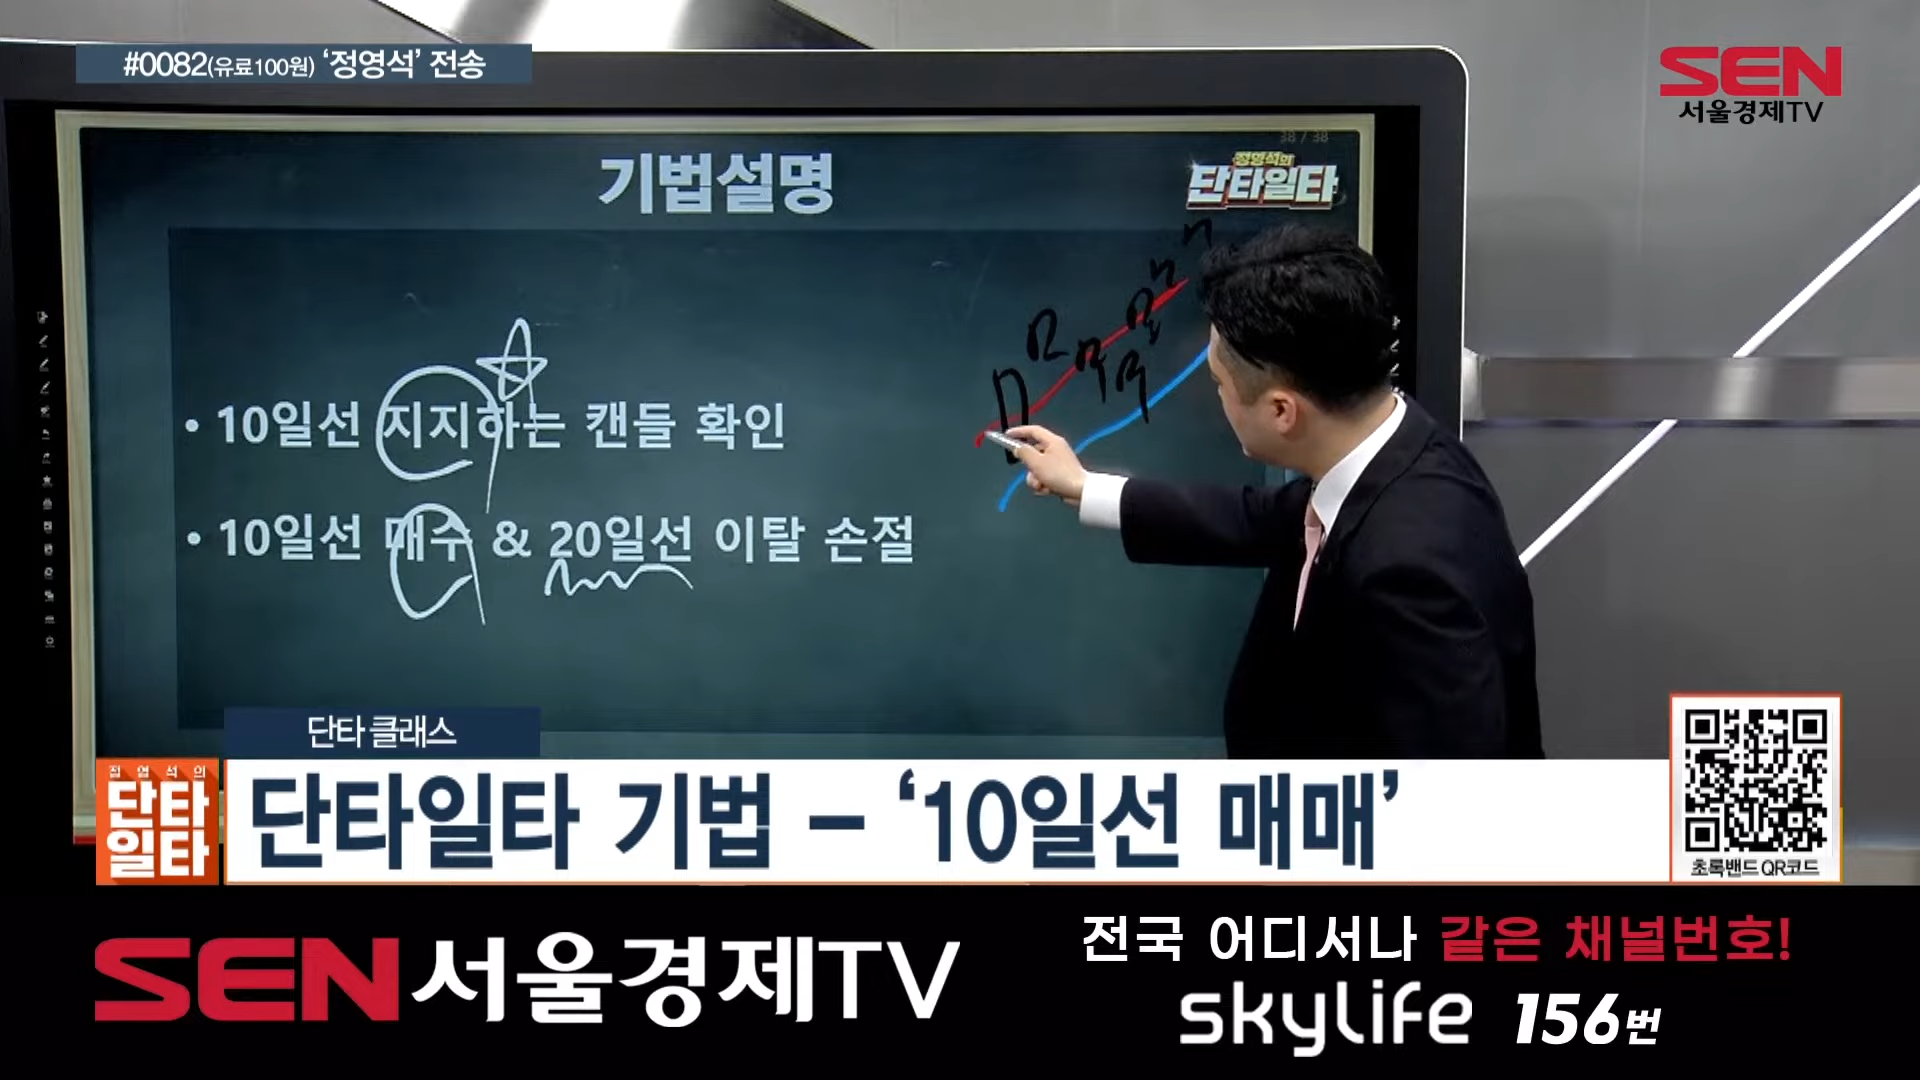 #0082(유료100원) ‘정영석’ 전송
SEN
서울경제TV
38 / 38
기법설명
정영석의
단타일타
• 10일선 지지하는 캔들 확인
• 10일선 매수 & 20일선 이탈 손절
단타 클래스
정영석의
단타
일타
단타일타 기법 – ‘10일선 매매’
초록밴드 QR코드
SEN서울경제TV
전국 어디서나 같은 채널번호!
skylife 156번